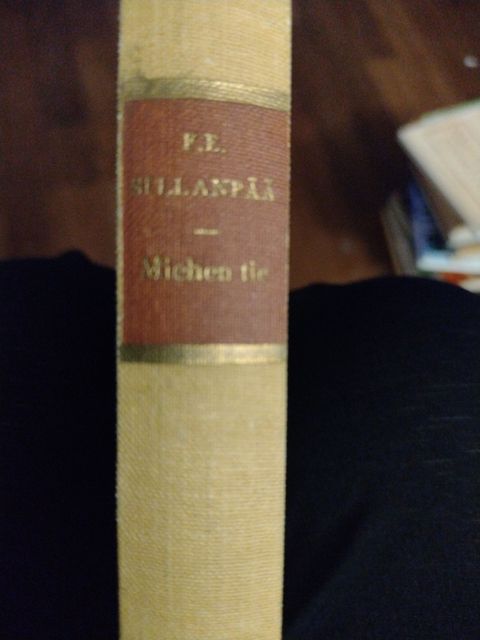 F.E.
SILLANPÄÄ
Miehen tie